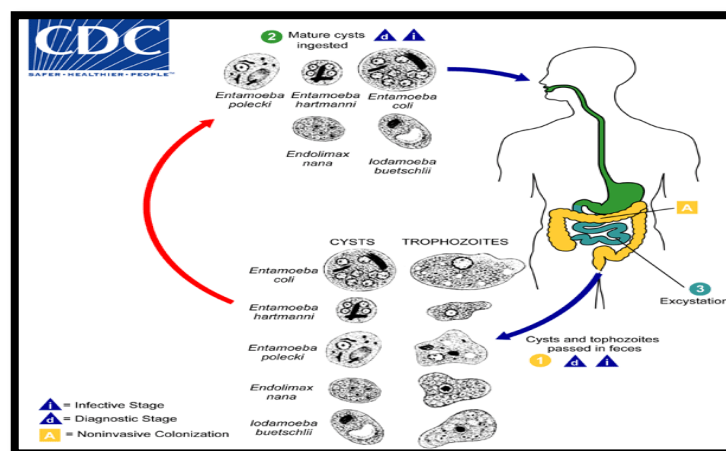 CDC
SAFER • HEALTHIER • PEOPLE™
2 Mature cysts
ingested
d i
Entamoeba
polecki
Entamoeba
hartmanni
Entamoeba
coli
Endolimax
nana
Iodamoeba
buetschlii
A
3
Excystation
CYSTS TROPHOZOITES
Entamoeba
coli
Entamoeba
hartmanni
Entamoeba
polecki
Endolimax
nana
Iodamoeba
buetschlii
Cysts and tophozoites
passed in feces
1 d i
i = Infective Stage
d = Diagnostic Stage
A = Noninvasive Colonization